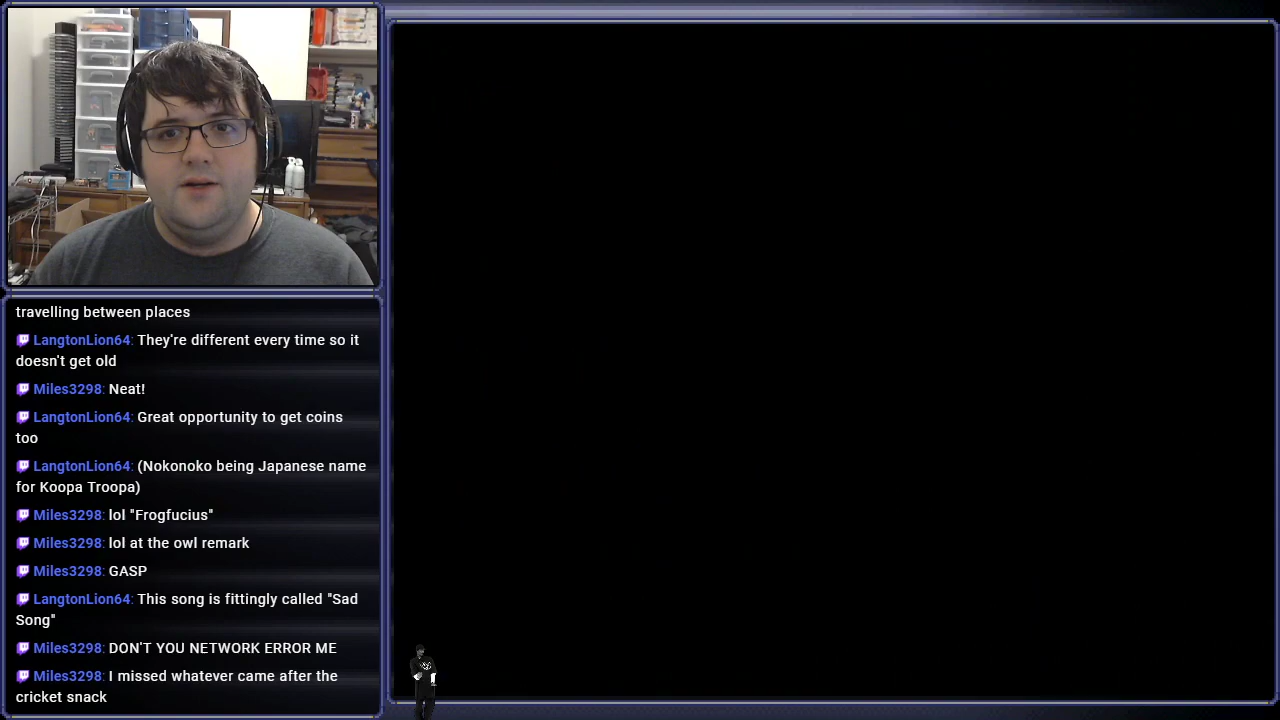 travelling between places
LangtonLion64: They're different every time so it
doesn't get old
Miles3298: Neat!
LangtonLion64: Great opportunity to get coins
too
LangtonLion64: (Nokonoko being Japanese name
for Koopa Troopa)
Miles3298: lol "Frogfucius"
Miles3298: lol at the owl remark
Miles3298: GASP
LangtonLion64: This song is fittingly called "Sad
Song"
Miles3298: DON'T YOU NETWORK ERROR ME
Miles3298: I missed whatever came after the
cricket snack